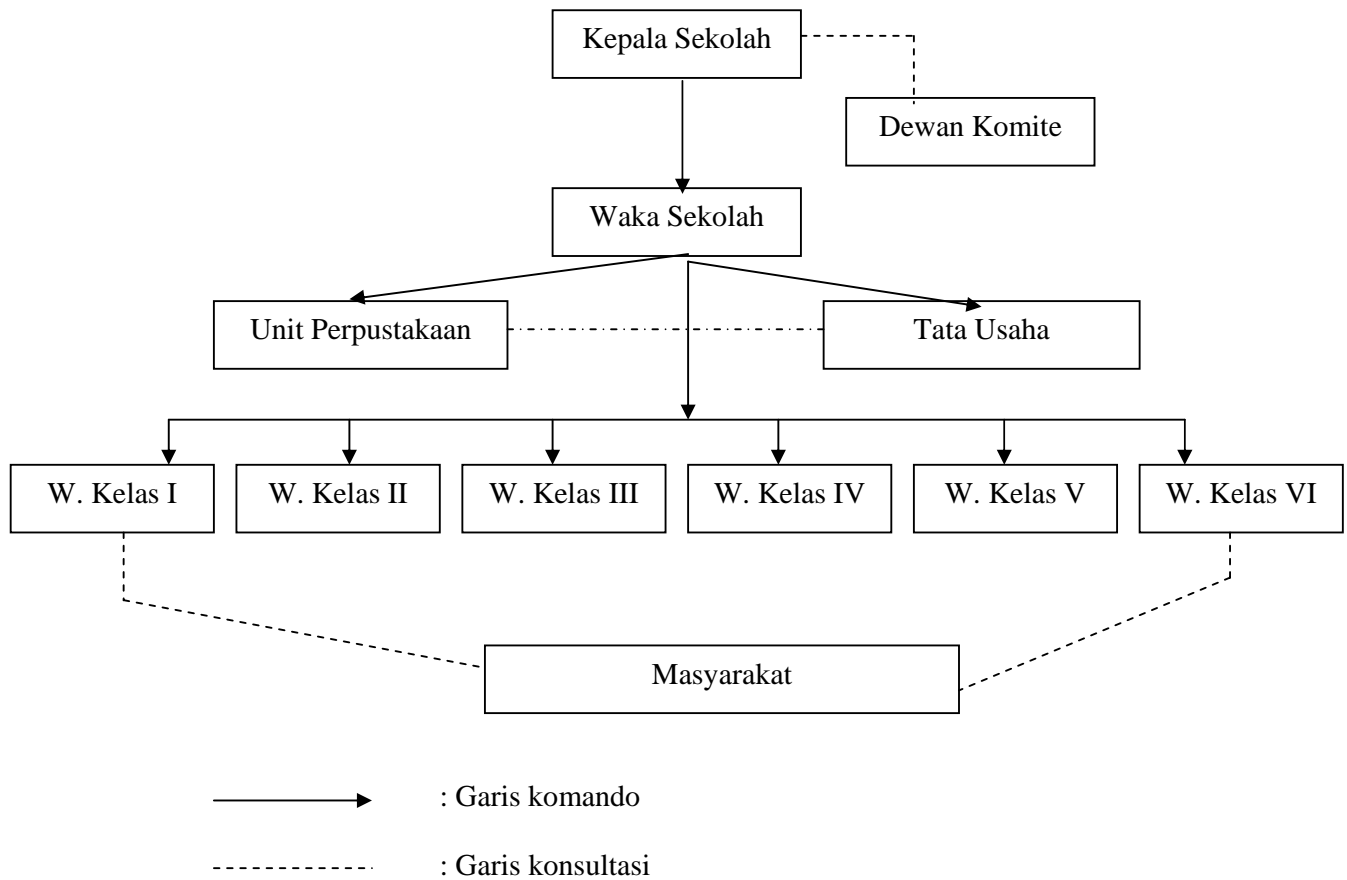 Kepala Sekolah
Dewan Komite
Waka Sekolah
Unit Perpustakaan
Tata Usaha
W. Kelas I
W. Kelas II
W. Kelas III
W. Kelas IV
W. Kelas V
W. Kelas VI
Masyarakat
: Garis komando
: Garis konsultasi